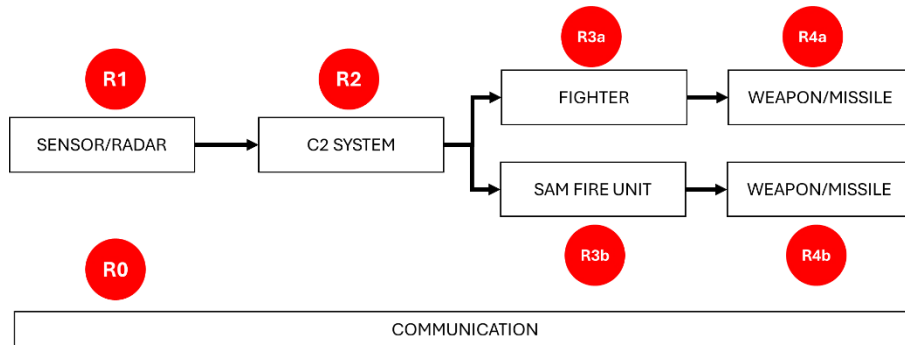 R3a
R4a
R1
R2
FIGHTER
WEAPON/MISSILE
SENSOR/RADAR
C2 SYSTEM
SAM FIRE UNIT
WEAPON/MISSILE
R3b
R4b
R0
COMMUNICATION